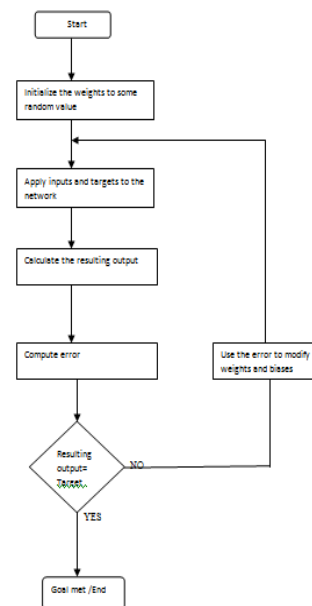 Start
Initialize the weights to some
random value
Apply inputs and targets to the
network
Calculate the resulting output
Compute error
Use the error to modify
weights and biases
Resulting
output=
Target
NO
YES
Goal met /End